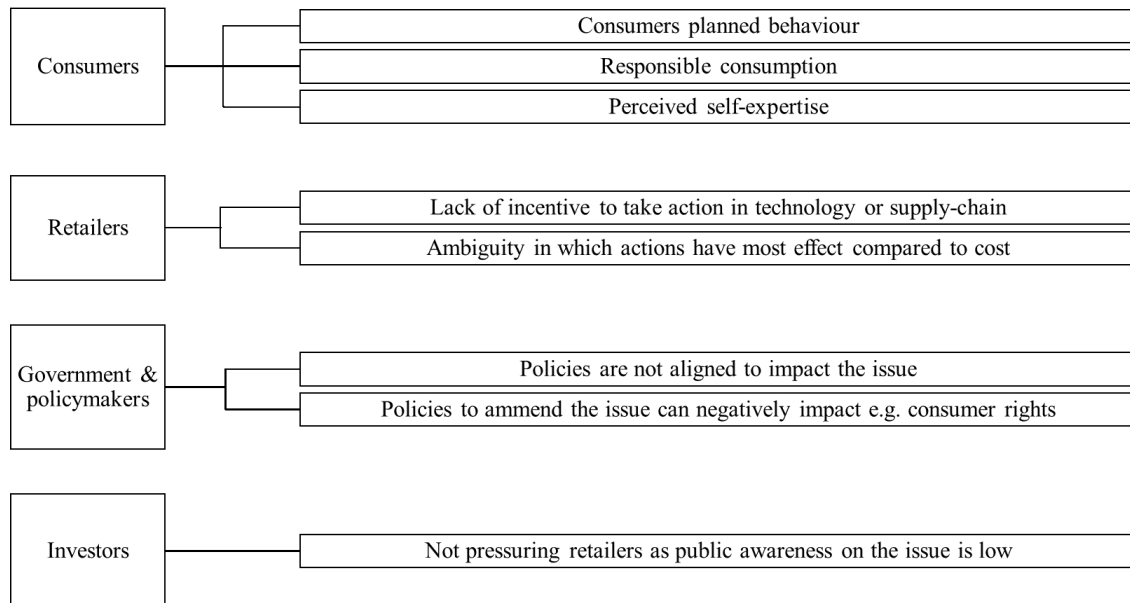 Consumers
Consumers planned behaviour
Responsible consumption
Perceived self-expertise
Retailers
Lack of incentive to take action in technology or supply-chain
Ambiguity in which actions have most effect compared to cost
Government &
policymakers
Policies are not aligned to impact the issue
Policies to ammend the issue can negatively impact e.g. consumer rights
Investors
Not pressuring retailers as public awareness on the issue is low